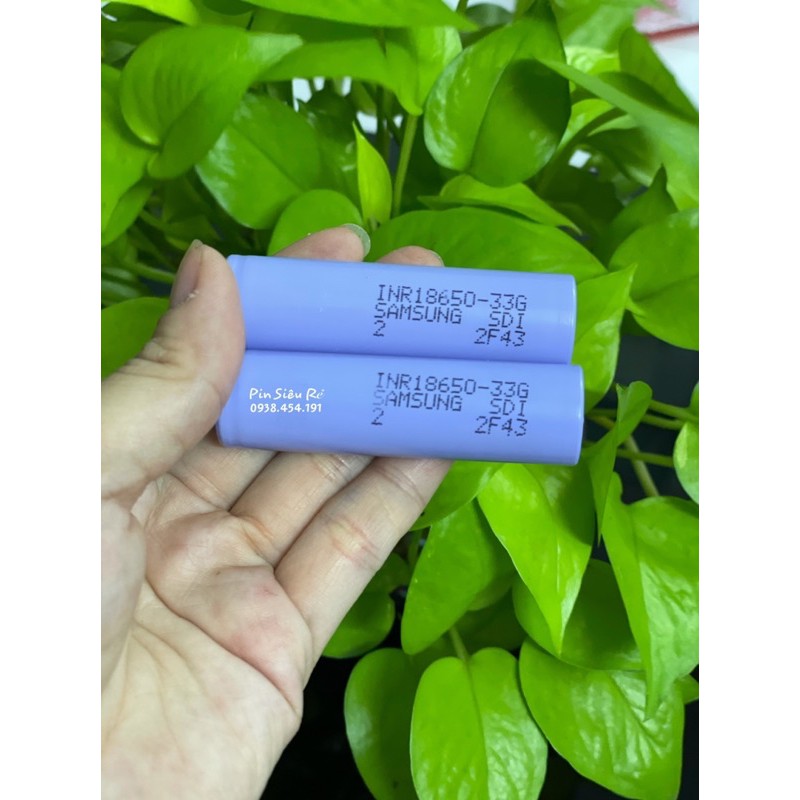 INR18650-33G
SAMSUNG SDI
2 2F43
INR18650-33G
SAMSUNG SDI
2 2F43
Pin Siêu Rẻ
0938.454.191